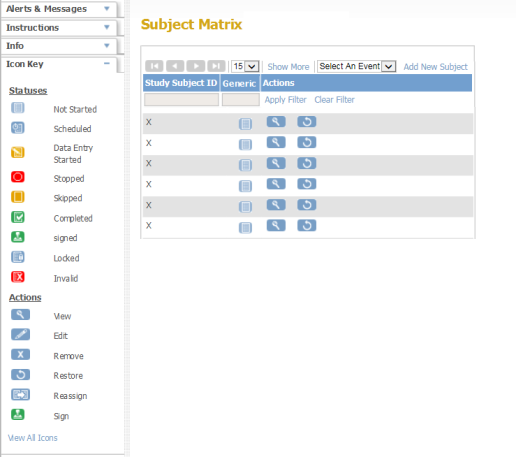 Alerts & Messages
Instructions
Info
Icon Key
Statuses
Not Started
Scheduled
Data Entry
Started
Stopped
Skipped
Completed
signed
Locked
Invalid
Actions
View
Edit
Remove
Restore
Reassign
Sign
View All Icons
Subject Matrix
15 Show More Select An Event Add New Subject
Study Subject ID Generic Actions
Apply Filter Clear Filter
X
X
X
X
X
X